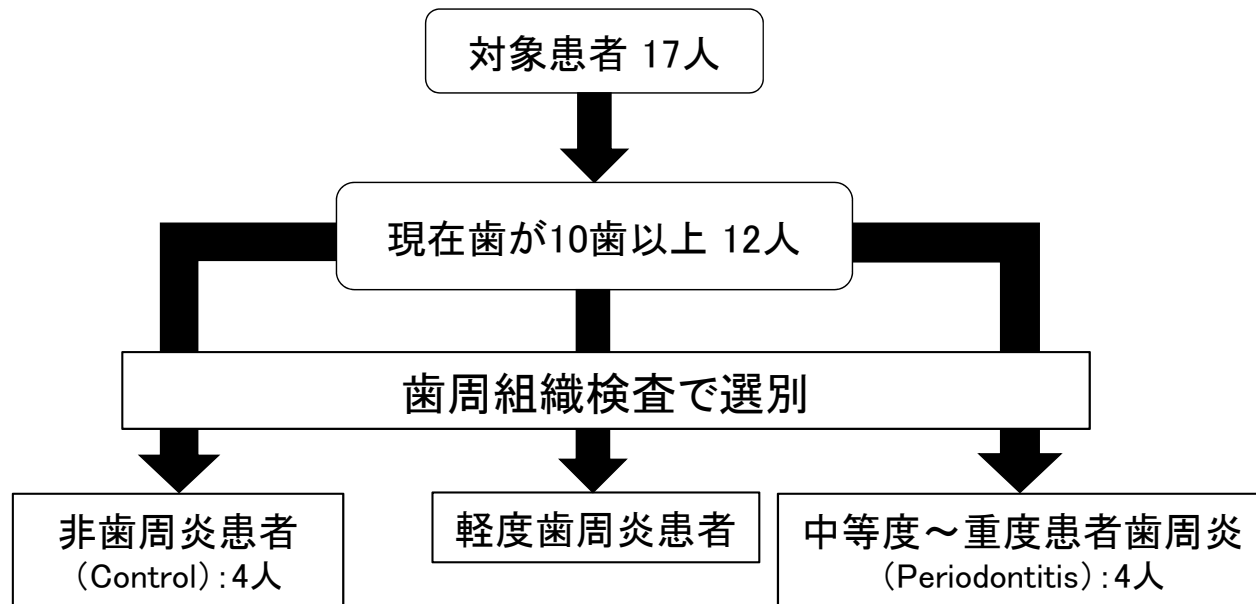 対象患者 17人
現在歯が10歯以上 12人
歯周組織検査で選別
非歯周炎患者
(Control):4人
軽度歯周炎患者
中等度～重度患者歯周炎
(Periodontitis):4人